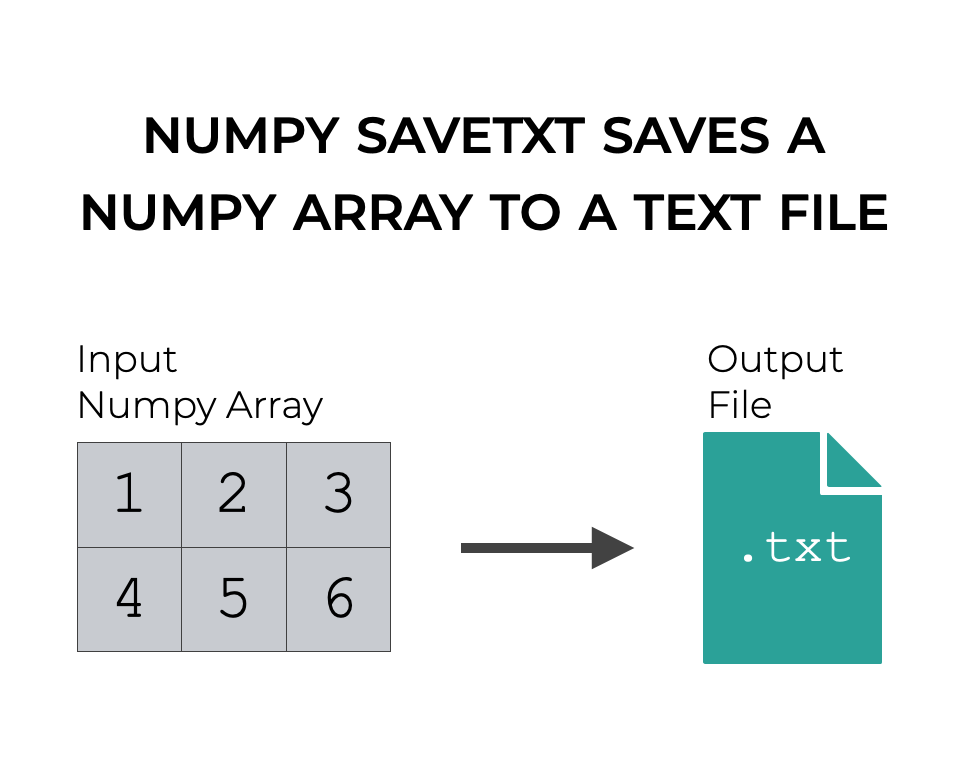 NUMPY SAVETXT SAVES A
NUMPY ARRAY TO A TEXT FILE
Input
Numpy Array
Output
File
1 2 3
4 5 6
.txt